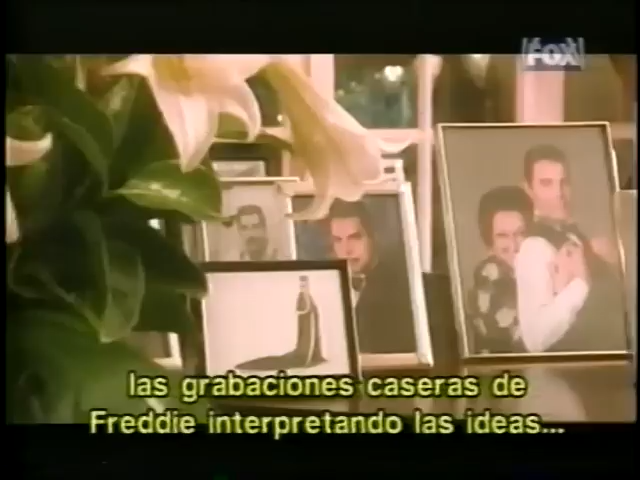 FOX
las grabaciones caseras de
Freddie interpretando las ideas...